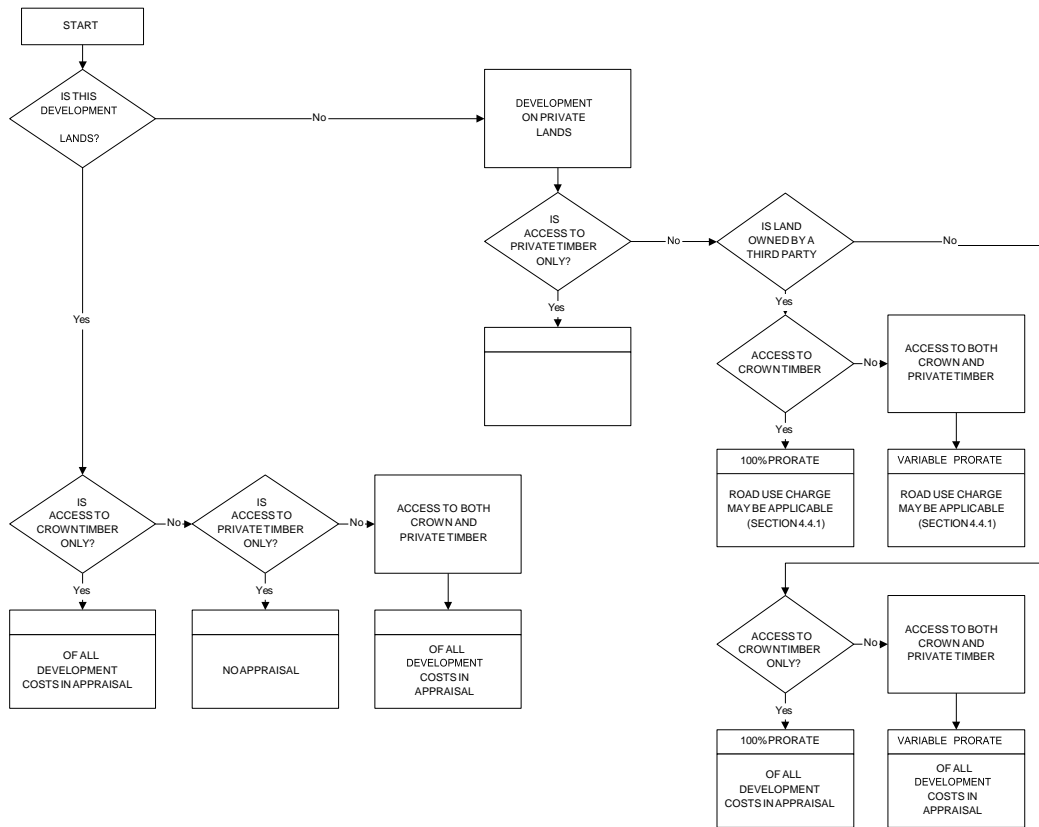 START
IS THIS
DEVELOPMENT
LANDS?
No
DEVELOPMENT
ON PRIVATE
LANDS
IS
ACCESS TO
PRIVATE TIMBER
ONLY?
No
IS LAND
OWNED BY A
THIRD PARTY
No
Yes
Yes
Yes
ACCESS TO
CROWN TIMBER
No
ACCESS TO BOTH
CROWN AND
PRIVATE TIMBER
Yes
100% PRORATE
ROAD USE CHARGE
MAY BE APPLICABLE
(SECTION 4.4.1)
VARIABLE PRORATE
ROAD USE CHARGE
MAY BE APPLICABLE
(SECTION 4.4.1)
IS
ACCESS TO
CROWN TIMBER
ONLY?
No
IS
ACCESS TO
PRIVATE TIMBER
ONLY?
No
ACCESS TO BOTH
CROWN AND
PRIVATE TIMBER
Yes
Yes
OF ALL
DEVELOPMENT
COSTS IN APPRAISAL
NO APPRAISAL
OF ALL
DEVELOPMENT
COSTS IN
APPRAISAL
ACCESS TO
CROWN TIMBER
ONLY?
No
ACCESS TO BOTH
CROWN AND
PRIVATE TIMBER
Yes
100% PRORATE
OF ALL
DEVELOPMENT
COSTS IN APPRAISAL
VARIABLE PRORATE
OF ALL
DEVELOPMENT
COSTS IN
APPRAISAL